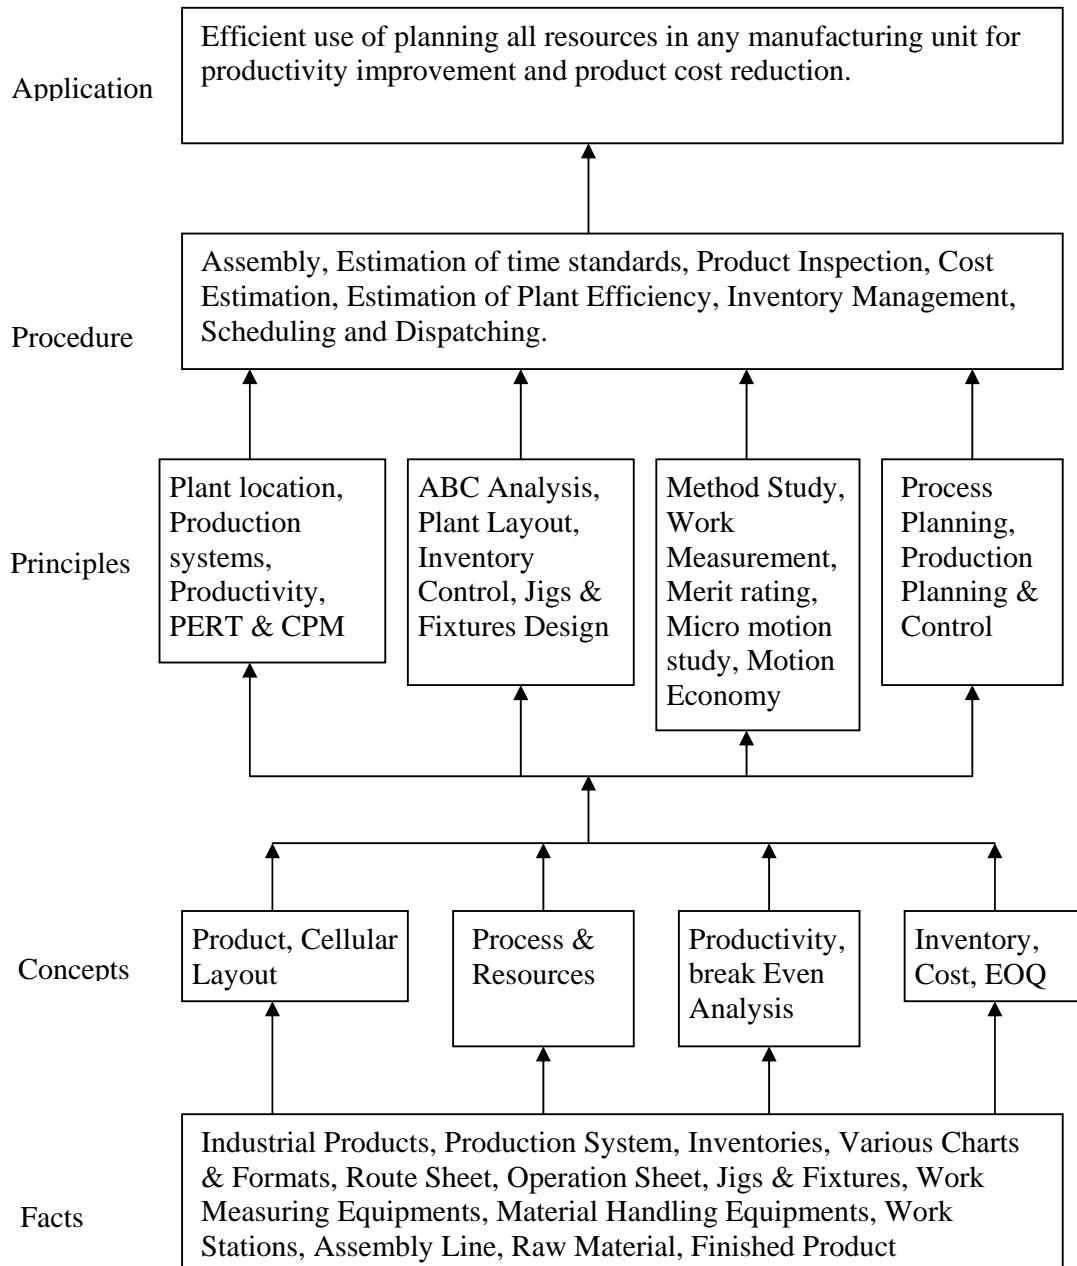 Efficient use of planning all resources in any manufacturing unit for
productivity improvement and product cost reduction.
Application
Assembly, Estimation of time standards, Product Inspection, Cost
Estimation, Estimation of Plant Efficiency, Inventory Management,
Scheduling and Dispatching.
Procedure
Plant location,
Production
systems,
Productivity,
PERT & CPM
ABC Analysis,
Plant Layout,
Inventory
Control, Jigs &
Fixtures Design
Method Study,
Work
Measurement,
Merit rating,
Micro motion
study, Motion
Economy
Process
Planning,
Production
Planning &
Control
Principles
Product, Cellular
Layout
Process &
Resources
Productivity,
break Even
Analysis
Inventory,
Cost, EOQ
Concepts
Industrial Products, Production System, Inventories, Various Charts
& Formats, Route Sheet, Operation Sheet, Jigs & Fixtures, Work
Measuring Equipments, Material Handling Equipments, Work
Stations, Assembly Line, Raw Material, Finished Product
Facts